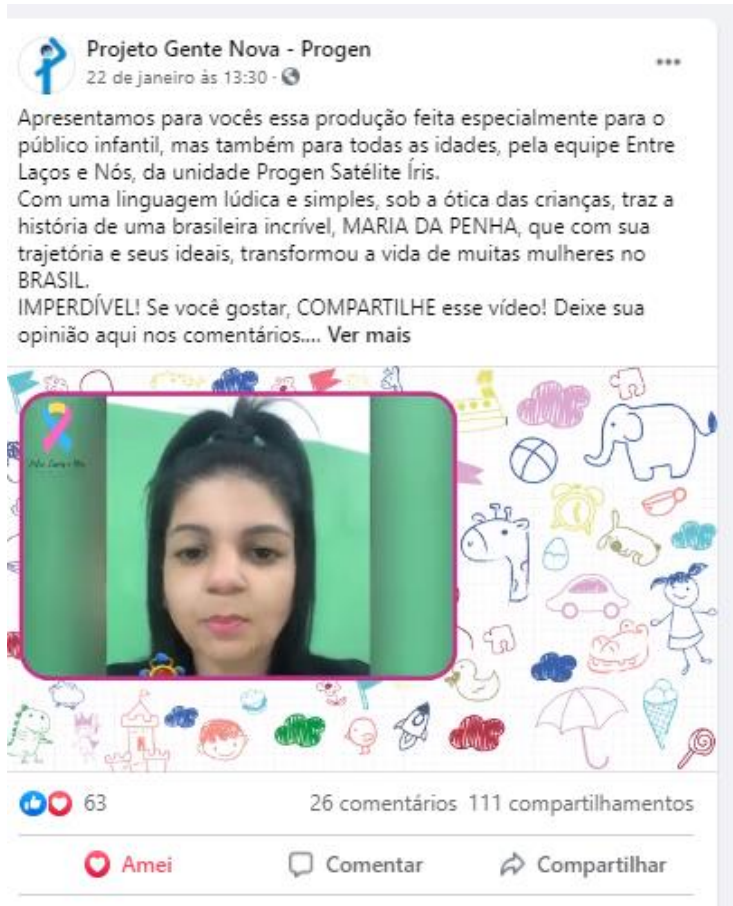 Projeto Gente Nova - Progen
22 de janeiro às 13:30 ·
Apresentamos para vocês essa produção feita especialmente para o
público infantil, mas também para todas as idades, pela equipe Entre
Laços e Nós, da unidade Progen Satélite Íris.
Com uma linguagem lúdica e simples, sob a ótica das crianças, traz a
história de uma brasileira incrível, MARIA DA PENHA, que com sua
trajetória e seus ideais, transformou a vida de muitas mulheres no
BRASIL.
IMPERDÍVEL! Se você gostar, COMPARTILHE esse vídeo! Deixe sua
opinião aqui nos comentários.... Ver mais
63
26 comentários 111 compartilhamentos
Amei Comentar Compartilhar